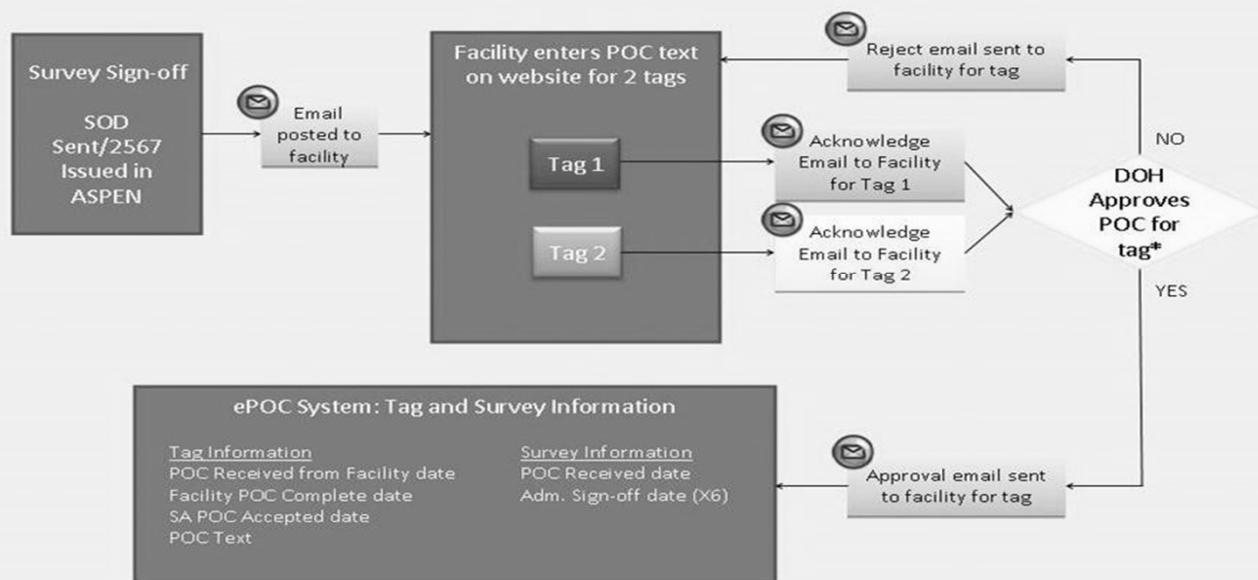 Survey Sign-off
SOD
Sent/2567
Issued in
ASPEN
Email
posted to
facility
Facility enters POC text
on website for 2 tags
Tag 1
Tag 2
Reject email sent to
facility for tag
Acknowledge
Email to Facility
for Tag 1
Acknowledge
Email to Facility
for Tag 2
NO
DOH
Approves
POC for
tag*
YES
ePOC System: Tag and Survey Information
Tag Information
POC Received from Facility date
Facility POC Complete date
SA POC Accepted date
POC Text
Survey Information
POC Received date
Adm. Sign-off date (X6)
Approval email sent
to facility for tag